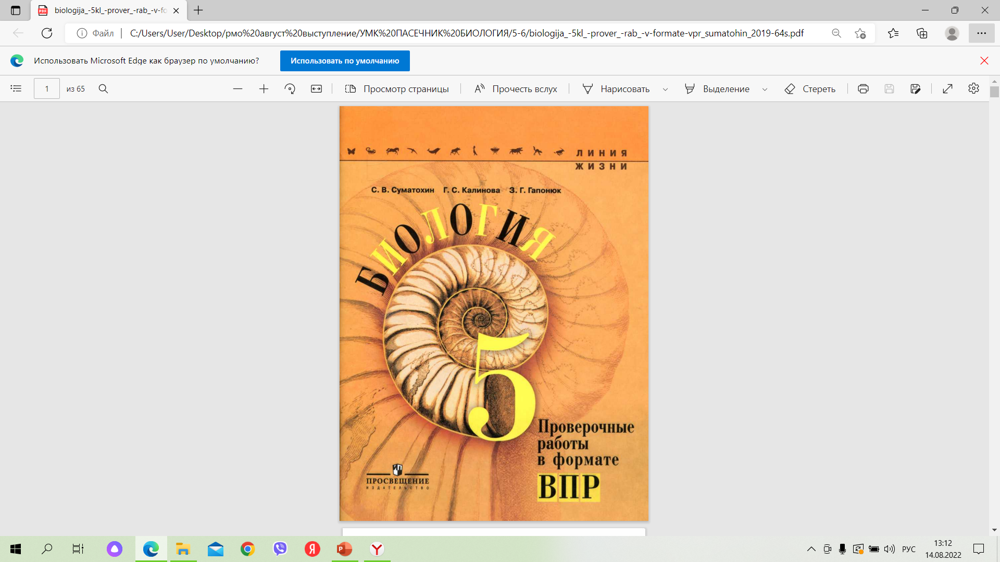 biologija_-5kl_-prover_-rab_-v-fo
Файл
C:/Users/User/Desktop/рмо%20август%20выступление/УМК%20ПАСЕЧНИК%20БИОЛОГИЯ/5-6/biologija_-5kl_-prover_-rab_-v-formate-vpr_sumatohin_2019-64s.pdf
Использовать Microsoft Edge как браузер по умолчанию?
Использовать по умолчанию
1 из 65
Просмотр страницы
Прочесть вслух
Нарисовать
Выделение
Стереть
ЛИНИЯ
ЖИЗНИ
С. В. Суматохин Г. С. Калинова З. Г. Гапонюк
БИОЛОГИЯ
5
Проверочные
работы
в формате
ВПР
ПРОСВЕЩЕНИЕ
ИЗДАТЕЛЬСТВО
РУС
13:12
14.08.2022